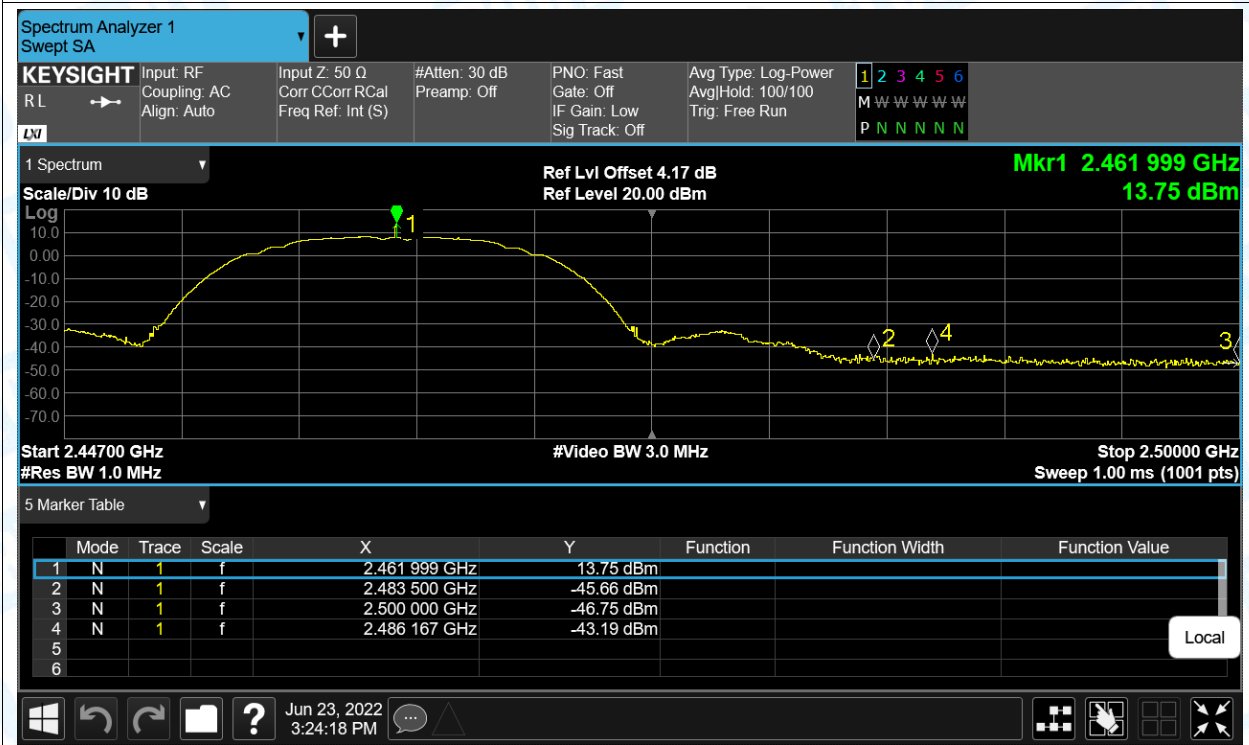 Spectrum Analyzer 1
Swept SA
+
KEYSIGHT
R L
LXI
Input: RF
Coupling: AC
Align: Auto
Input Z: 50 Ω
Corr CCorr RCal
Freq Ref: Int (S)
#Atten: 30 dB
Preamp: Off
PNO: Fast
Gate: Off
IF Gain: Low
Sig Track: Off
Avg Type: Log-Power
Avg|Hold: 100/100
Trig: Free Run
1 2 3 4 5 6
M W W W W W
P N N N N N
1 Spectrum
Scale/Div 10 dB
Ref Lvl Offset 4.17 dB
Ref Level 20.00 dBm
Mkr1 2.461 999 GHz
13.75 dBm
Log
10.0
0.00
-10.0
-20.0
-30.0
-40.0
-50.0
-60.0
-70.0
1
2
4
3
Start 2.44700 GHz
#Res BW 1.0 MHz
#Video BW 3.0 MHz
Stop 2.50000 GHz
Sweep 1.00 ms (1001 pts)
5 Marker Table
Mode Trace Scale X Y Function Function Width Function Value
1 N 1 f 2.461 999 GHz 13.75 dBm
2 N 1 f 2.483 500 GHz -45.66 dBm
3 N 1 f 2.500 000 GHz -46.75 dBm
4 N 1 f 2.486 167 GHz -43.19 dBm
5
6
Local
?
Jun 23, 2022
3:24:18 PM